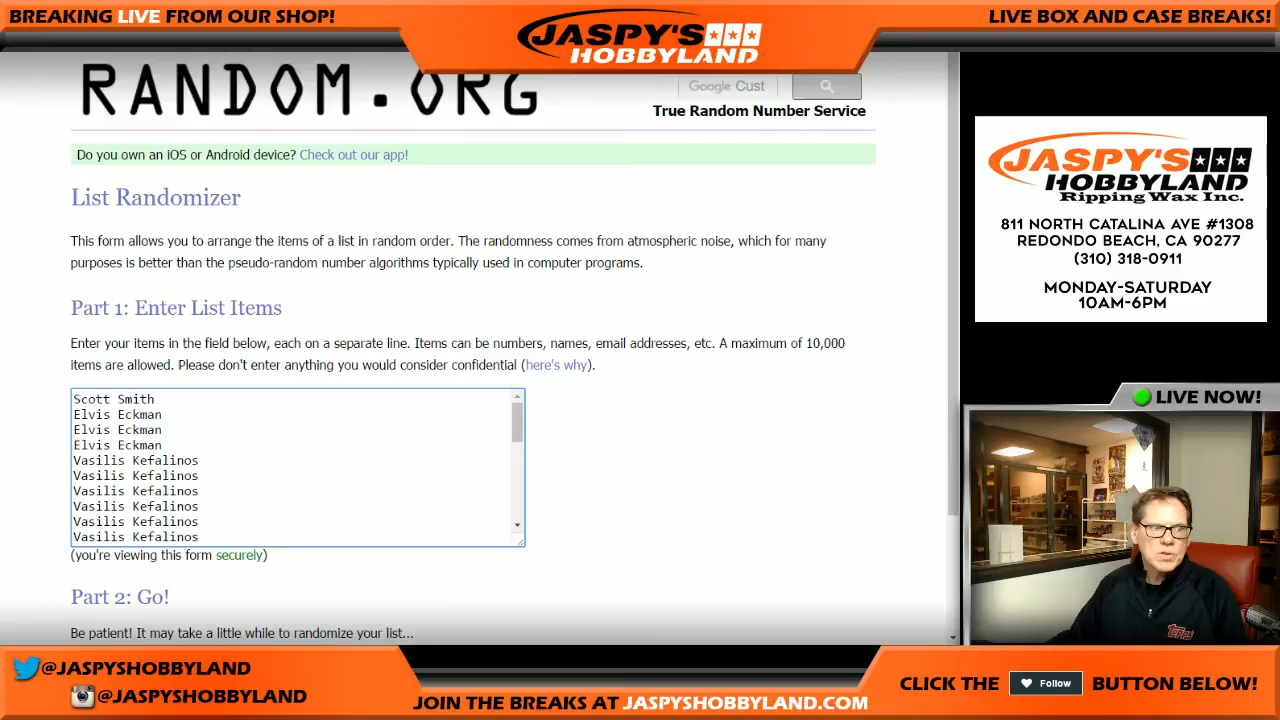 BREAKING LIVE FROM OUR SHOP!
JASPY'S
HOBBYLAND
LIVE BOX AND CASE BREAKS!
RANDOM.ORG
Google Cust
True Random Number Service
Do you own an iOS or Android device? Check out our app!
List Randomizer
This form allows you to arrange the items of a list in random order. The randomness comes from atmospheric noise, which for many
purposes is better than the pseudo-random number algorithms typically used in computer programs.
Part 1: Enter List Items
Enter your items in the field below, each on a separate line. Items can be numbers, names, email addresses, etc. A maximum of 10,000
items are allowed. Please don't enter anything you would consider confidential (here's why).
Scott Smith
Elvis Eckman
Elvis Eckman
Elvis Eckman
Vasilis Kefalinos
Vasilis Kefalinos
Vasilis Kefalinos
Vasilis Kefalinos
Vasilis Kefalinos
Vasilis Kefalinos
(you're viewing this form securely)
Part 2: Go!
Be patient! It may take a little while to randomize your list...
JASPY'S
HOBBYLAND
Ripping Wax Inc.
811 NORTH CATALINA AVE #1308
REDONDO BEACH, CA 90277
(310) 318-0911
MONDAY-SATURDAY
10AM-6PM
LIVE NOW!
Topps
@JASPYSHOBBYLAND
@JASPYSHOBBYLAND
JOIN THE BREAKS AT JASPYSHOBBYLAND.COM
CLICK THE Follow BUTTON BELOW!